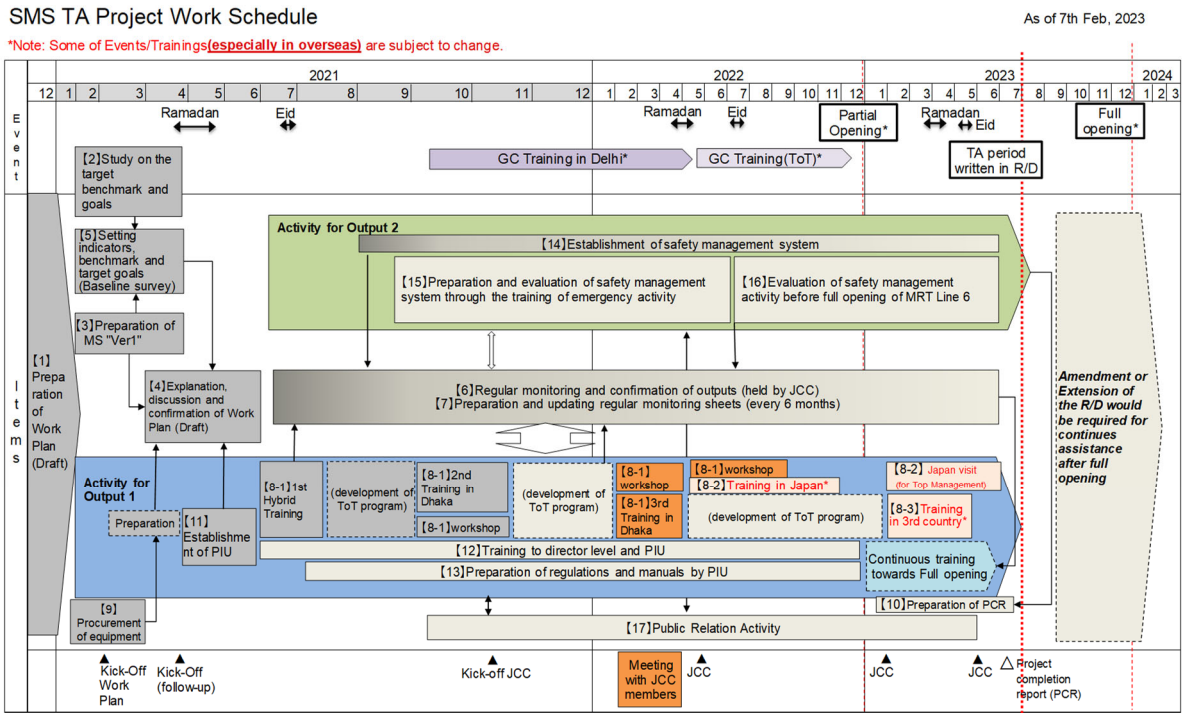 SMS TA Project Work Schedule
As of 7th Feb, 2023
*Note: Some of Events/Trainings(especially in overseas) are subject to change.
2021 2022 2023 2024
12 1 2 3 4 5 6 7 8 9 10 11 12 1 2 3 4 5 6 7 8 9 10 11 12 1 2 3 4 5 6 7 8 9 10 11 12 1 2 3
Event
Ramadan
Eid
Ramadan
Eid
Partial
Opening*
Ramadan
Eid
Full
opening*
GC Training in Delhi*
GC Training(ToT)*
TA period
written in R/D
Items
【1】
Prepa
ration
of
Work
Plan
(Draft)
【2】Study on the
target
benchmark and
goals
【5】Setting
indicators,
benchmark and
target goals
(Baseline survey)
【3】Preparation of
MS "Ver1"
【4】Explanation,
discussion and
confirmation of Work
Plan (Draft)
Activity for Output 2
【14】Establishment of safety management system
【15】Preparation and evaluation of safety management
system through the training of emergency activity
【16】Evaluation of safety management
activity before full opening of MRT Line 6
【6】Regular monitoring and confirmation of outputs (held by JCC)
【7】Preparation and updating regular monitoring sheets (every 6 months)
Amendment or
Extension of
the R/D would
be required for
continues
assistance
after full
opening
Activity for
Output 1
Preparation
【11】
Establishme
nt of PIU
【8-1】1st
Hybrid
Training
(development of
ToT program)
【8-1】2nd
Training in
Dhaka
【8-1】workshop
(development of
ToT program)
【8-1】
workshop
【8-1】3rd
Training in
Dhaka
【8-1】workshop
【8-2】Training in Japan*
(development of ToT program)
【8-2】 Japan visit
(for Top Management)
【8-3】Training
in 3rd country*
【12】Training to director level and PIU
【13】Preparation of regulations and manuals by PIU
Continuous training
towards Full opening
【9】
Procurement
of equipment
【10】Preparation of PCR
【17】Public Relation Activity
Kick-Off
Work
Plan
Kick-Off
(follow-up)
Kick-off JCC
Meeting
with JCC
members
JCC
JCC
JCC
Project
completion
report (PCR)